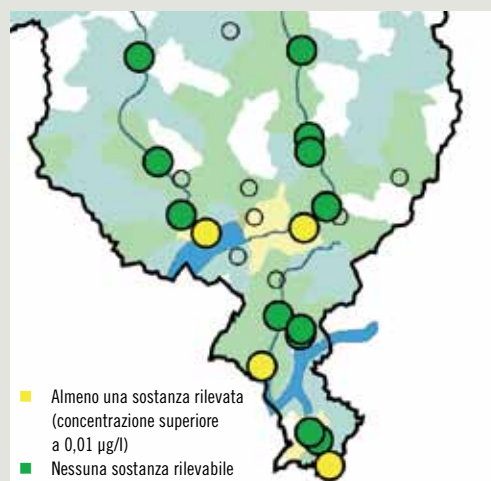 Almeno una sostanza rilevata
(concentrazione superiore
a 0,01 µg/l)
Nessuna sostanza rilevabile